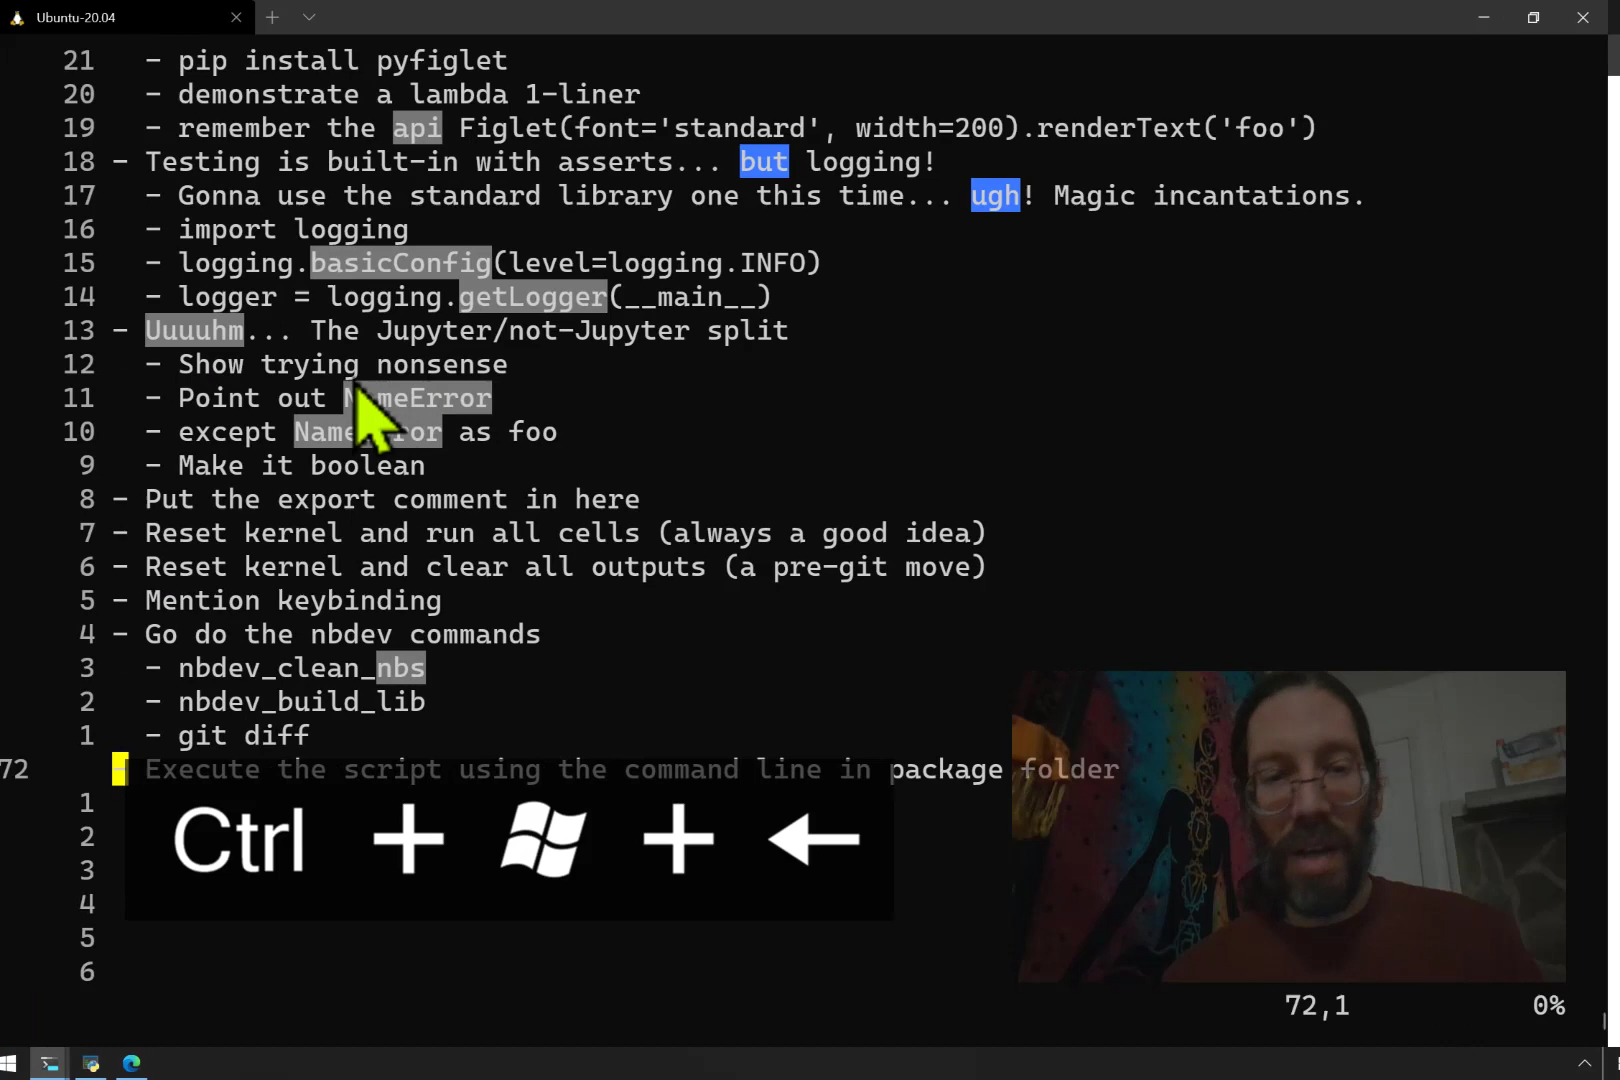 Ubuntu-20.04
21 - pip install pyfiglet
20 - demonstrate a lambda 1-liner
19 - remember the api Figlet(font='standard', width=200).renderText('foo')
18 - Testing is built-in with asserts... but logging!
17 - Gonna use the standard library one this time... ugh! Magic incantations.
16 - import logging
15 - logging.basicConfig(level=logging.INFO)
14 - logger = logging.getLogger(__main__)
13 - Uuuuhm... The Jupyter/not-Jupyter split
12 - Show trying nonsense
11 - Point out NameError
10 - except NameError as foo
9 - Make it boolean
8 - Put the export comment in here
7 - Reset kernel and run all cells (always a good idea)
6 - Reset kernel and clear all outputs (a pre-git move)
5 - Mention keybinding
4 - Go do the nbdev commands
3 - nbdev_clean_nbs
2 - nbdev_build_lib
1 - git diff
72 - Execute the script using the command line in package folder
1
2
Ctrl + + ←
3
4
5
6
72,1 0%